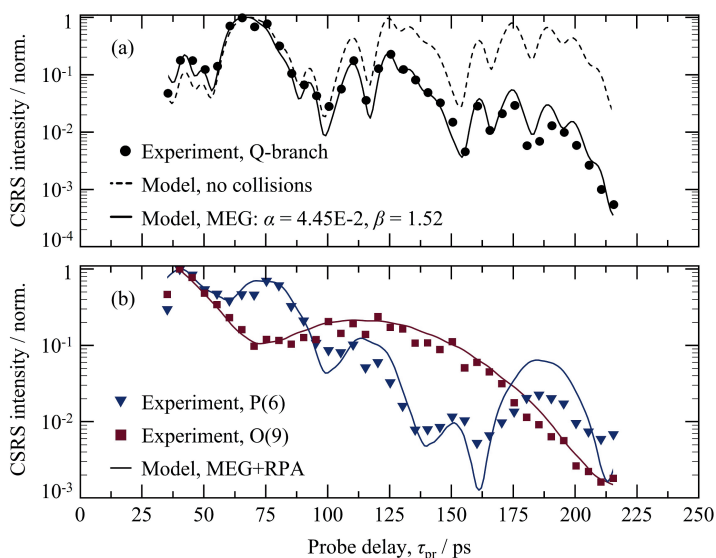 1
10⁻¹
10⁻²
10⁻³
10⁻⁴
CSRS intensity / norm.
(a)
Experiment, Q-branch
Model, no collisions
Model, MEG: α = 4.45E-2, β = 1.52
1
10⁻¹
10⁻²
10⁻³
CSRS intensity / norm.
(b)
Experiment, P(6)
Experiment, O(9)
Model, MEG+RPA
0 25 50 75 100 125 150 175 200 225 250
Probe delay, τpr / ps